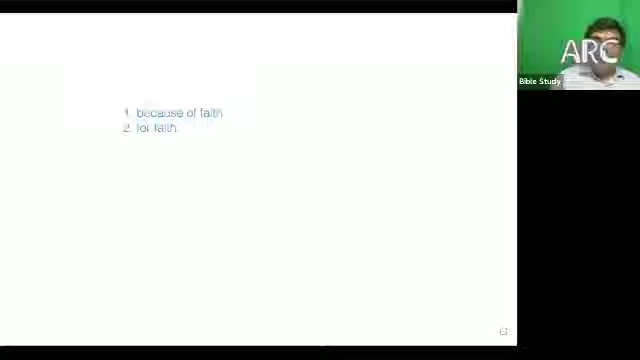 1. because of faith
2. for faith
ARC
Bible Study